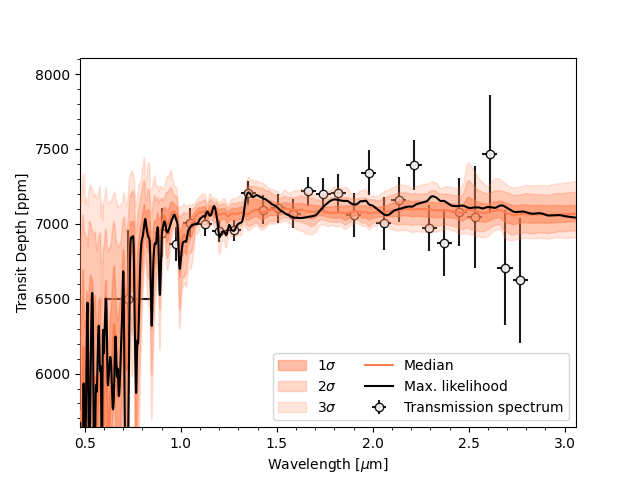 8000
7500
7000
6500
6000
Transit Depth [ppm]
0.5 1.0 1.5 2.0 2.5 3.0
Wavelength [μm]
1σ
2σ
3σ
Median
Max. likelihood
Transmission spectrum